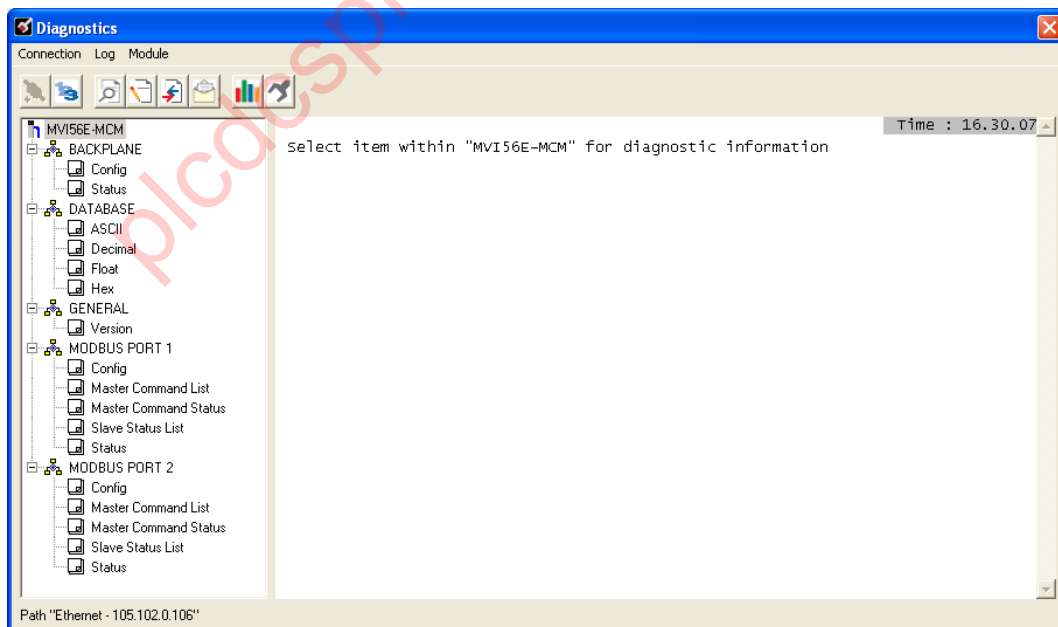 Diagnostics
Connection Log Module
Time : 16.30.07
MVI56E-MCM
Select item within "MVI56E-MCM" for diagnostic information
BACKPLANE
Config
Status
DATABASE
ASCII
Decimal
Float
Hex
GENERAL
Version
MODBUS PORT 1
Config
Master Command List
Master Command Status
Slave Status List
Status
MODBUS PORT 2
Config
Master Command List
Master Command Status
Slave Status List
Status
Path "Ethernet - 105.102.0.106"